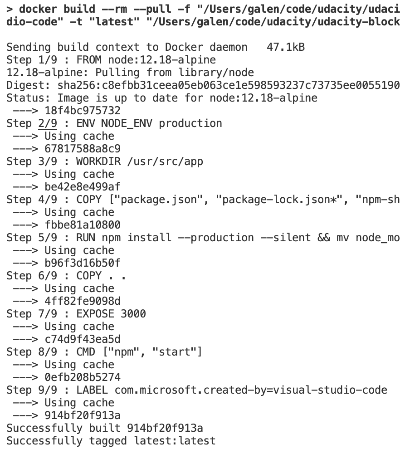 > docker build --rm --pull -f "/Users/galen/code/udacity/udaci
dio-code" -t "latest" "/Users/galen/code/udacity/udacity-block
Sending build context to Docker daemon   47.1kB
Step 1/9 : FROM node:12.18-alpine
12.18-alpine: Pulling from library/node
Digest: sha256:c8efbb31ceea05eb063ce1e598593237c73735ee0055190
Status: Image is up to date for node:12.18-alpine
 ---> 18f4bc975732
Step 2/9 : ENV NODE_ENV production
 ---> Using cache
 ---> 67817588a8c9
Step 3/9 : WORKDIR /usr/src/app
 ---> Using cache
 ---> be42e8e499af
Step 4/9 : COPY ["package.json", "package-lock.json*", "npm-sh
 ---> Using cache
 ---> fbbe81a10800
Step 5/9 : RUN npm install --production --silent && mv node_mo
 ---> Using cache
 ---> b96f3d16b50f
Step 6/9 : COPY . .
 ---> Using cache
 ---> 4ff82fe9098d
Step 7/9 : EXPOSE 3000
 ---> Using cache
 ---> c74d9f43ea5d
Step 8/9 : CMD ["npm", "start"]
 ---> Using cache
 ---> 0efb208b5274
Step 9/9 : LABEL com.microsoft.created-by=visual-studio-code
 ---> Using cache
 ---> 914bf20f913a
Successfully built 914bf20f913a
Successfully tagged latest:latest